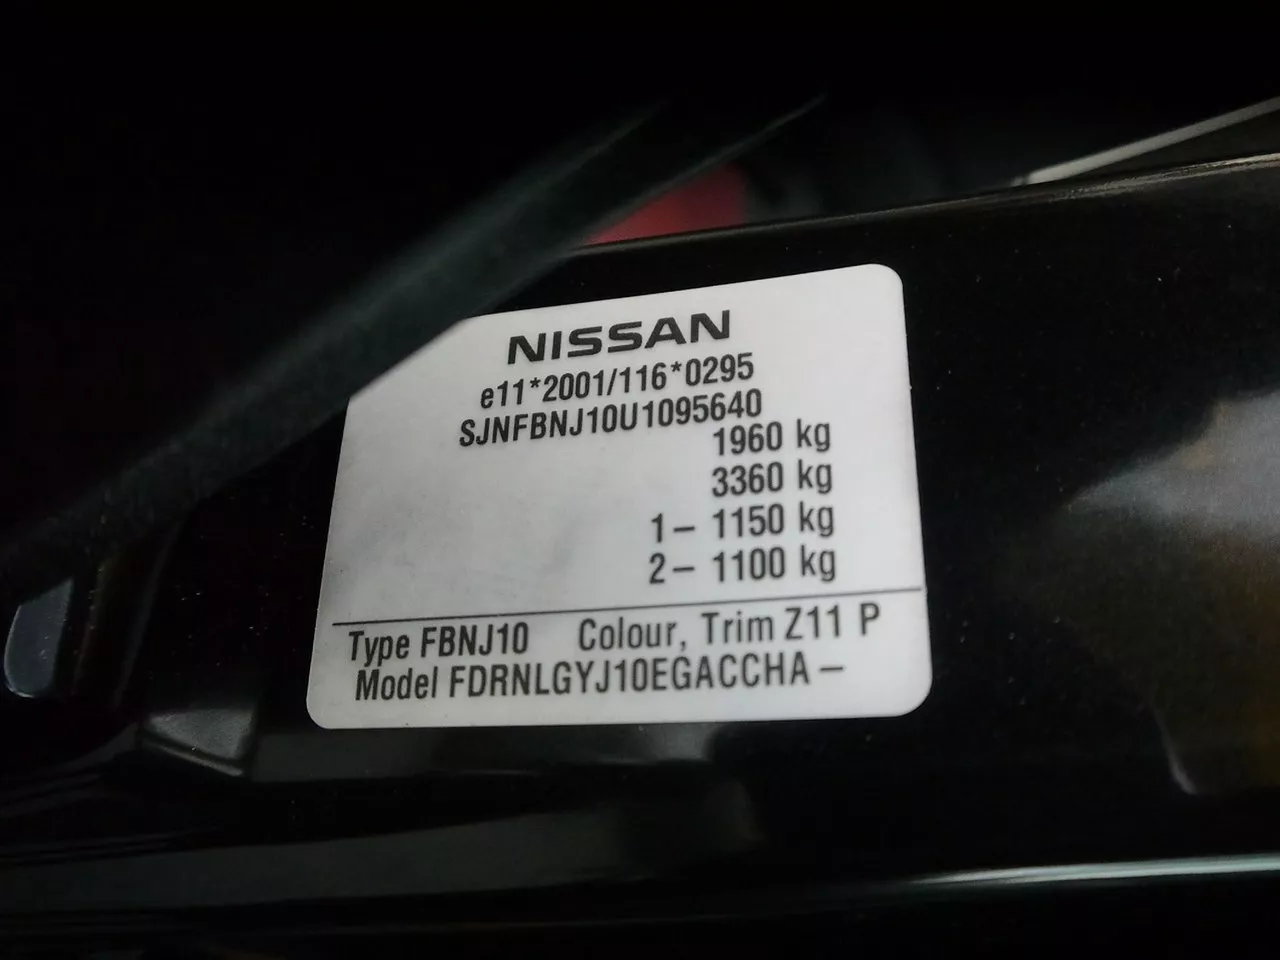 NISSAN
e11*2001/116*0295
SJNFBNJ10U1095640
1960 kg
3360 kg
1– 1150 kg
2– 1100 kg
Type FBNJ10 Colour, Trim Z11 P
Model FDRNLGYJ10EGACCHA –